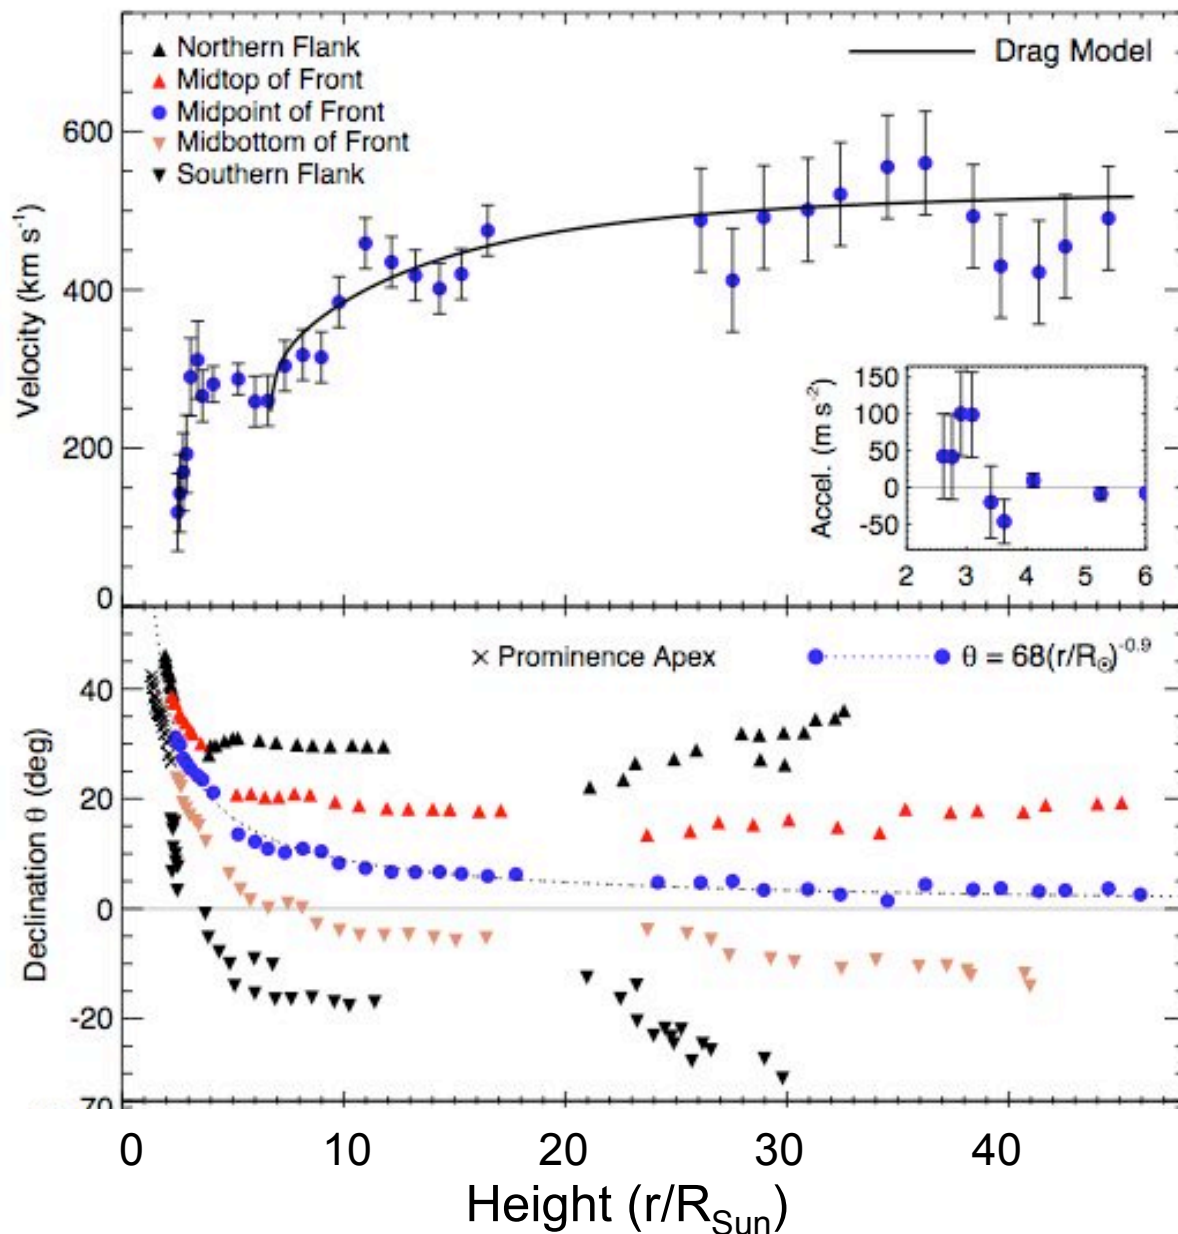 ▲ Northern Flank
▲ Midtop of Front
● Midpoint of Front
▼ Midbottom of Front
▼ Southern Flank
Drag Model
600
400
200
0
Velocity (km s⁻¹)
150
100
50
0
-50
Accel. (m s⁻²)
2 3 4 5 6
× Prominence Apex
θ = 68(r/R☉)⁻⁰·⁹
40
20
0
-20
70
Declination θ (deg)
0 10 20 30 40
Height (r/R_Sun)